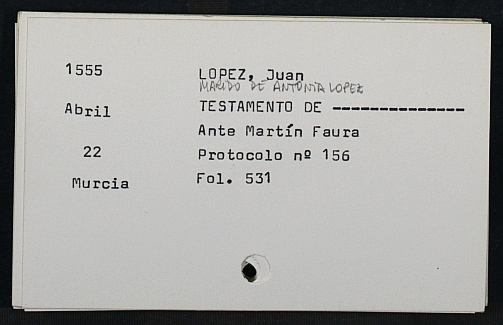 1555
LOPEZ, Juan
MARIDO DE ANTONIA LOPEZ
Abril
TESTAMENTO DE --------------
Ante Martín Faura
22
Protocolo nº 156
Murcia
Fol. 531